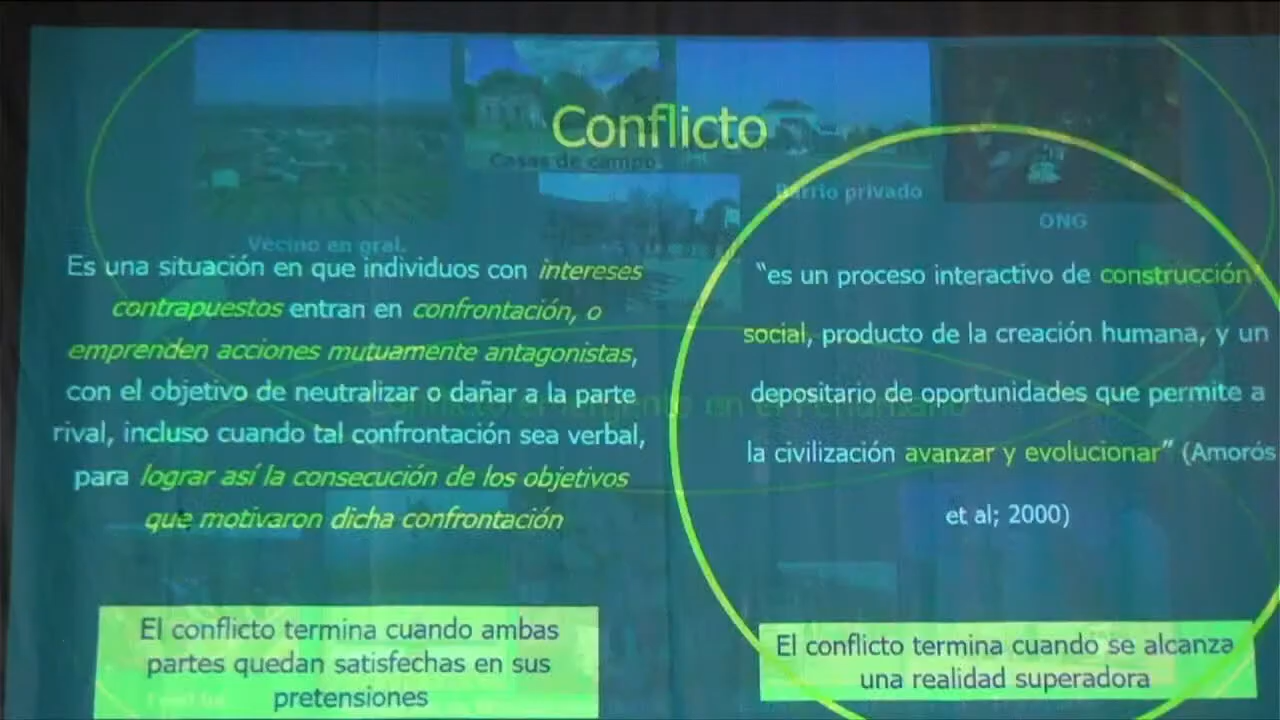 Conflicto
Casas de campo
Barrio privado
ONG
Vecino en gral.
Es una situación en que individuos con intereses
contrapuestos entran en confrontación, o
emprenden acciones mutuamente antagonistas,
con el objetivo de neutralizar o dañar a la parte
rival, incluso cuando tal confrontación sea verbal,
para lograr así la consecución de los objetivos
que motivaron dicha confrontación
“es un proceso interactivo de construcción
social, producto de la creación humana, y un
depositario de oportunidades que permite a
la civilización avanzar y evolucionar” (Amorós
et al; 2000)
El conflicto termina cuando ambas
partes quedan satisfechas en sus
pretensiones
El conflicto termina cuando se alcanza
una realidad superadora